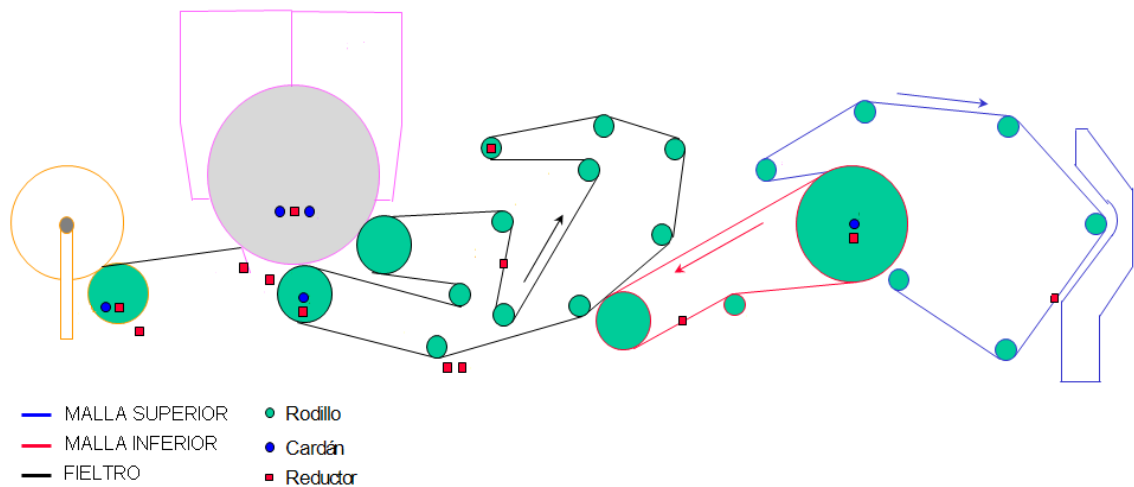 MALLA SUPERIOR
MALLA INFERIOR
FIELTRO
Rodillo
Cardán
Reductor